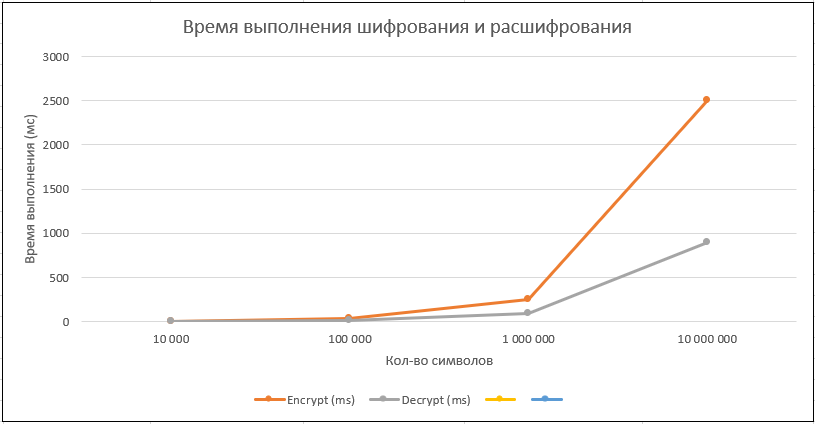 Время выполнения шифрования и расшифрования
3000
2500
2000
1500
1000
500
0
Время выполнения (мс)
10 000 100 000 1 000 000 10 000 000
Кол-во символов
Encrypt (ms) Decrypt (ms)